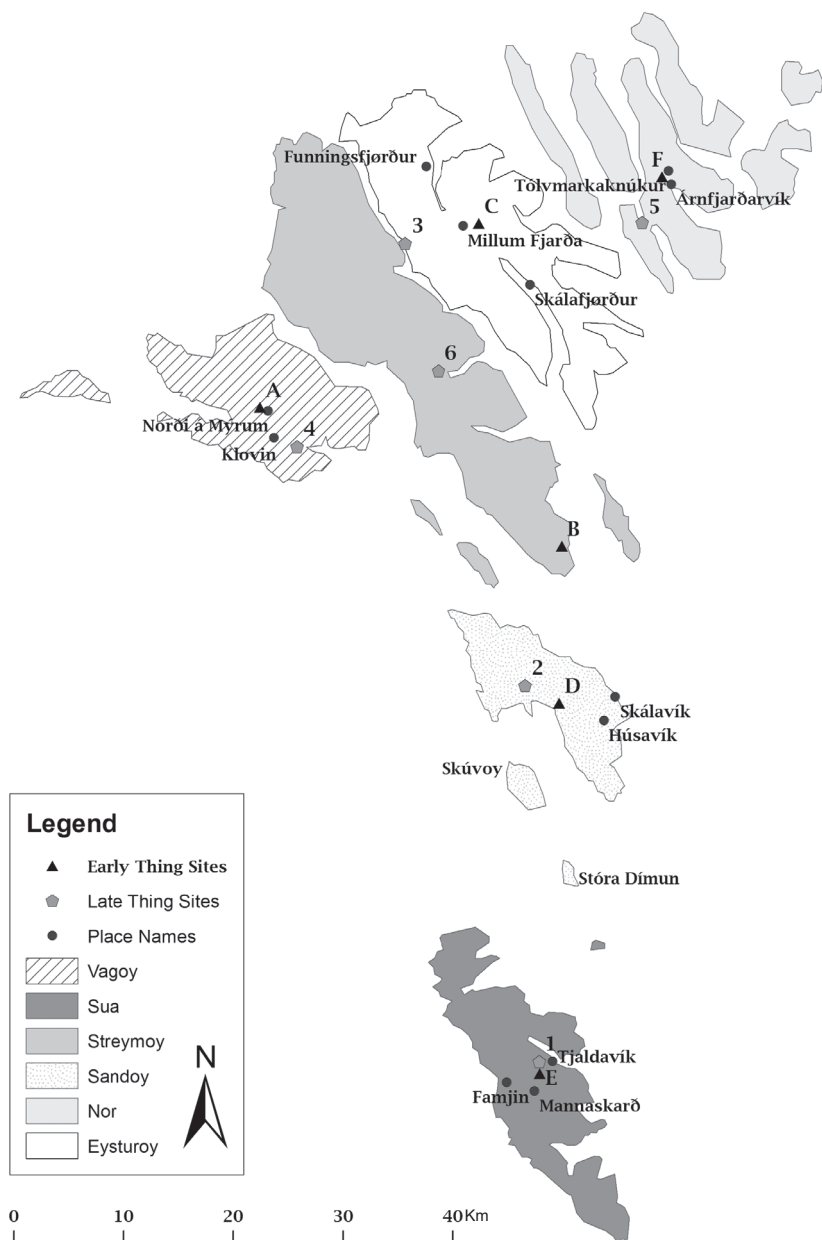 Funningsfjørður
F
Tólvmarkaknúkur
Árnfjarðarvík
C
5
3
Millum Fjarða
Skálafjørður
6
A
Norði á Mýrum
4
Klovin
B
2
D
Skálavík
Húsavík
Skúvoy
Stóra Dímun
1
Tjaldavík
E
Famjin
Mannaskarð
Legend
Early Thing Sites
Late Thing Sites
Place Names
Vagoy
Sua
Streymoy
Sandoy
Nor
Eysturoy
N
0 10 20 30 40Km